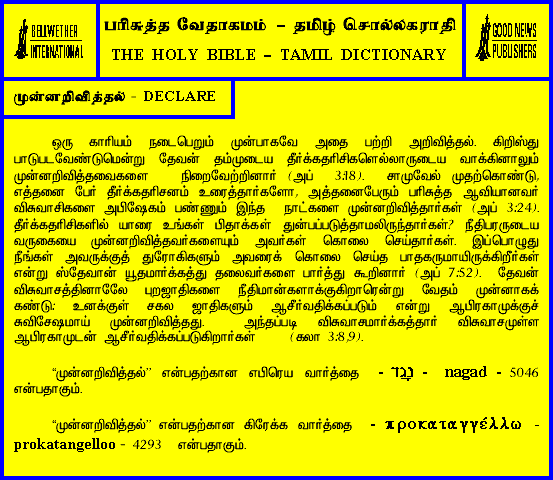 BELLWETHER
INTERNATIONAL
பரிசுத்த வேதாகமம் – தமிழ் சொல்லகராதி
THE HOLY BIBLE – TAMIL DICTIONARY
GOOD NEWS
PUBLISHERS
முன்னறிவித்தல் - DECLARE
ஒரு காரியம் நடைபெறும் முன்பாகவே அதை பற்றி அறிவித்தல். கிறிஸ்து
பாடுபடவேண்டுமென்று தேவன் தம்முடைய தீர்க்கதரிசிகளெல்லாருடைய வாக்கினாலும்
முன்னறிவித்தவைகளை நிறைவேற்றினார் (அப் 3:18). சாமுவேல் முதற்கொண்டு,
எத்தனை பேர் தீர்க்கதரிசனம் உரைத்தார்களோ, அத்தனைபேரும் பரிசுத்த ஆவியானவர்
விசுவாசிகளை அபிஷேகம் பண்ணும் இந்த நாட்களை முன்னறிவித்தார்கள் (அப் 3:24).
தீர்க்கதரிசிகளில் யாரை உங்கள் பிதாக்கள் துன்பப்படுத்தாமலிருந்தார்கள்? நீதிபரருடைய
வருகையை முன்னறிவித்தவர்களையும் அவர்கள் கொலை செய்தார்கள். இப்பொழுது
நீங்கள் அவருக்குத் துரோகிகளும் அவரைக் கொலை செய்த பாதகருமாயிருக்கிறீர்கள்
என்று ஸ்தேவான் யூதமார்க்கத்து தலைவர்களை பார்த்து கூறினார் (அப் 7:52). தேவன்
விசுவாசத்தினாலே புறஜாதிகளை நீதிமான்களாக்குகிறாரென்று வேதம் முன்னாகக்
கண்டு: உனக்குள் சகல ஜாதிகளும் ஆசீர்வதிக்கப்படும் என்று ஆபிரகாமுக்குச்
சுவிசேஷமாய் முன்னறிவித்தது. அந்தப்படி விசுவாசமார்க்கத்தார் விசுவாசமுள்ள
ஆபிரகாமுடன் ஆசீர்வதிக்கப்படுகிறார்கள் (கலா 3:8,9).
“முன்னறிவித்தல்” என்பதற்கான எபிரெய வார்த்தை - נָגַד - nagad - 5046
என்பதாகும்.
“முன்னறிவித்தல்” என்பதற்கான கிரேக்க வார்த்தை - προκαταγγέλλω -
prokatangelloo - 4293 என்பதாகும்.